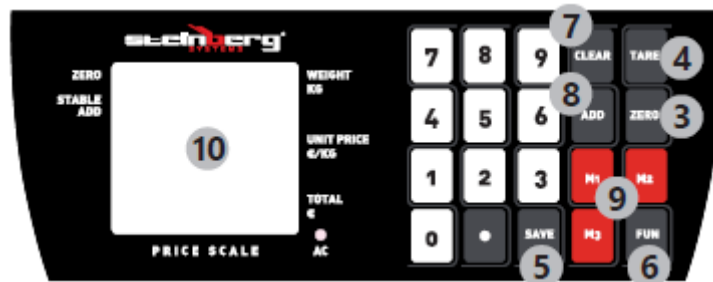 steinberg
SYSTEMS
ZERO
STABLE
ADD
WEIGHT
KG
UNIT PRICE
€/KG
TOTAL
€
AC
PRICE SCALE
10
7 8 9 CLEAR TARE
4 5 6 ADD ZERO
1 2 3 M1 M2
0 . SAVE M3 FUN
7
4
8
3
9
5
6